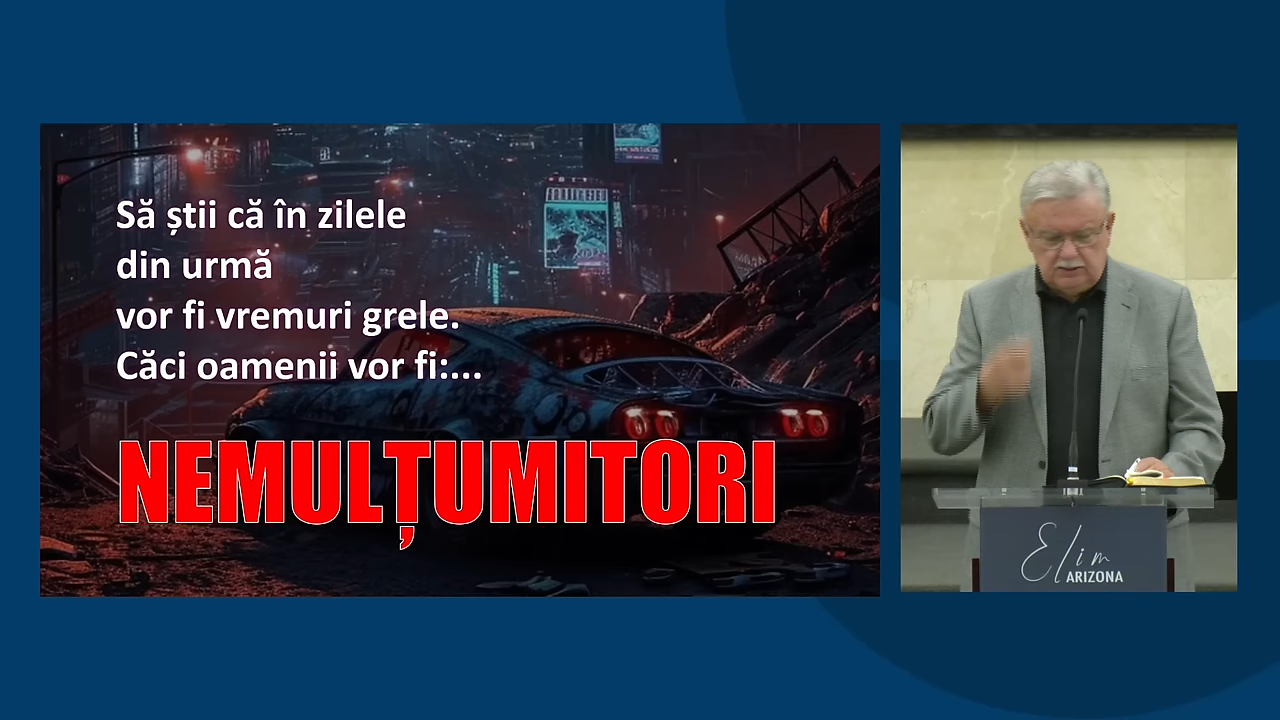 Să știi că în zilele
din urmă
vor fi vremuri grele.
Căci oamenii vor fi:...
NEMULȚUMITORI
Elim
ARIZONA